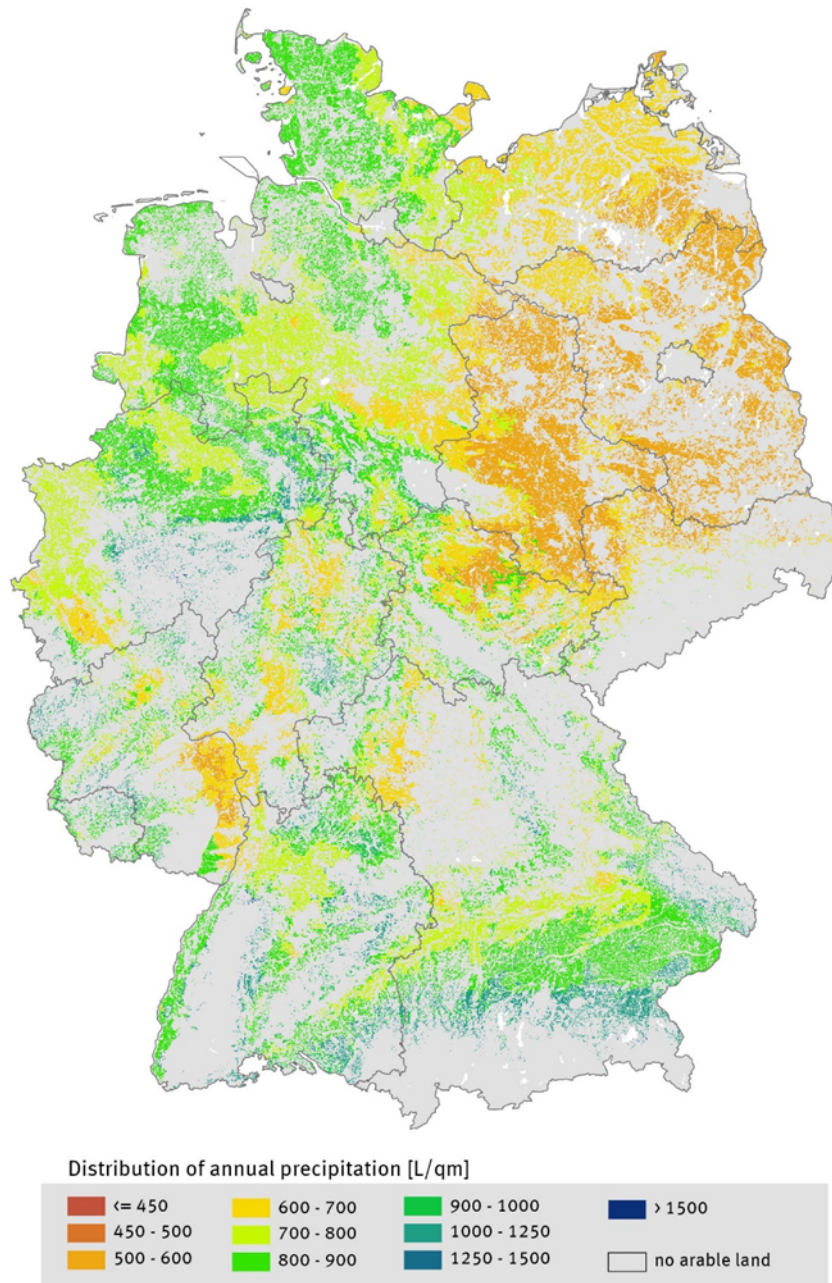 Distribution of annual precipitation [L/qm]
<= 450
450 - 500
500 - 600
600 - 700
700 - 800
800 - 900
900 - 1000
1000 - 1250
1250 - 1500
> 1500
no arable land